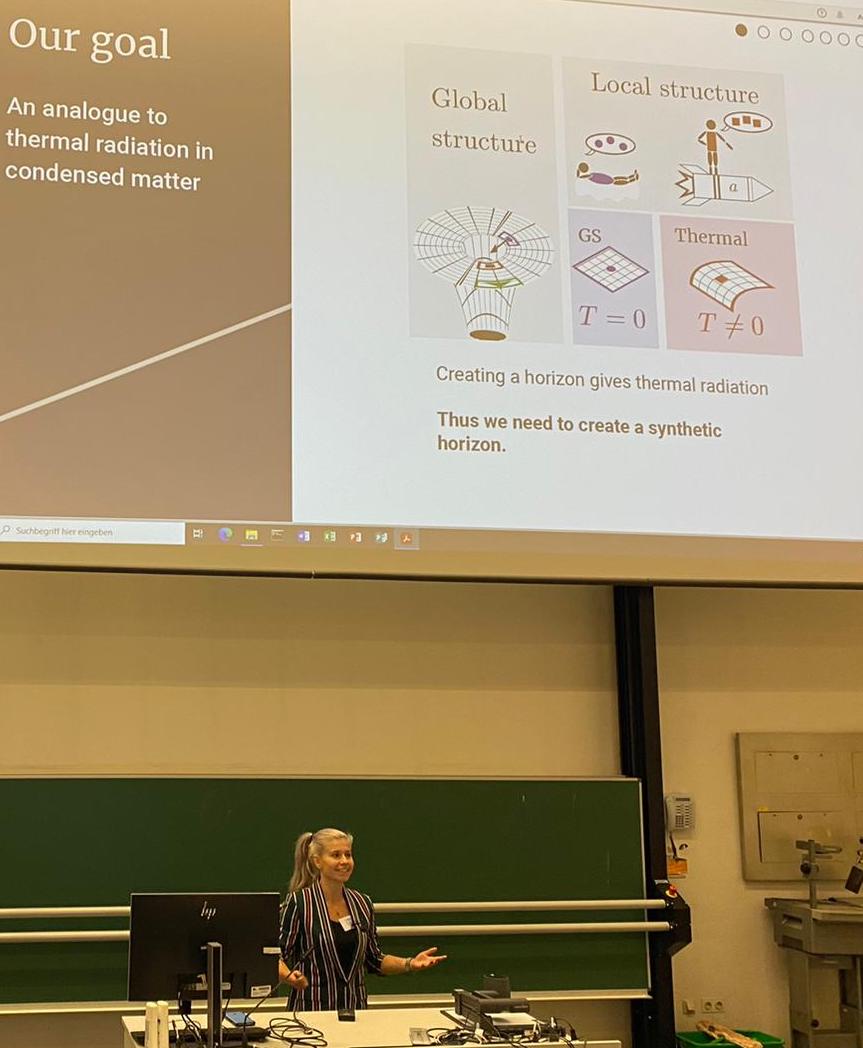 Our goal
An analogue to
thermal radiation in
condensed matter
Global
structure
Local structure
a
GS
T = 0
Thermal
T ≠ 0
Creating a horizon gives thermal radiation
Thus we need to create a synthetic
horizon.
Suchbegriff hier eingeben
hp